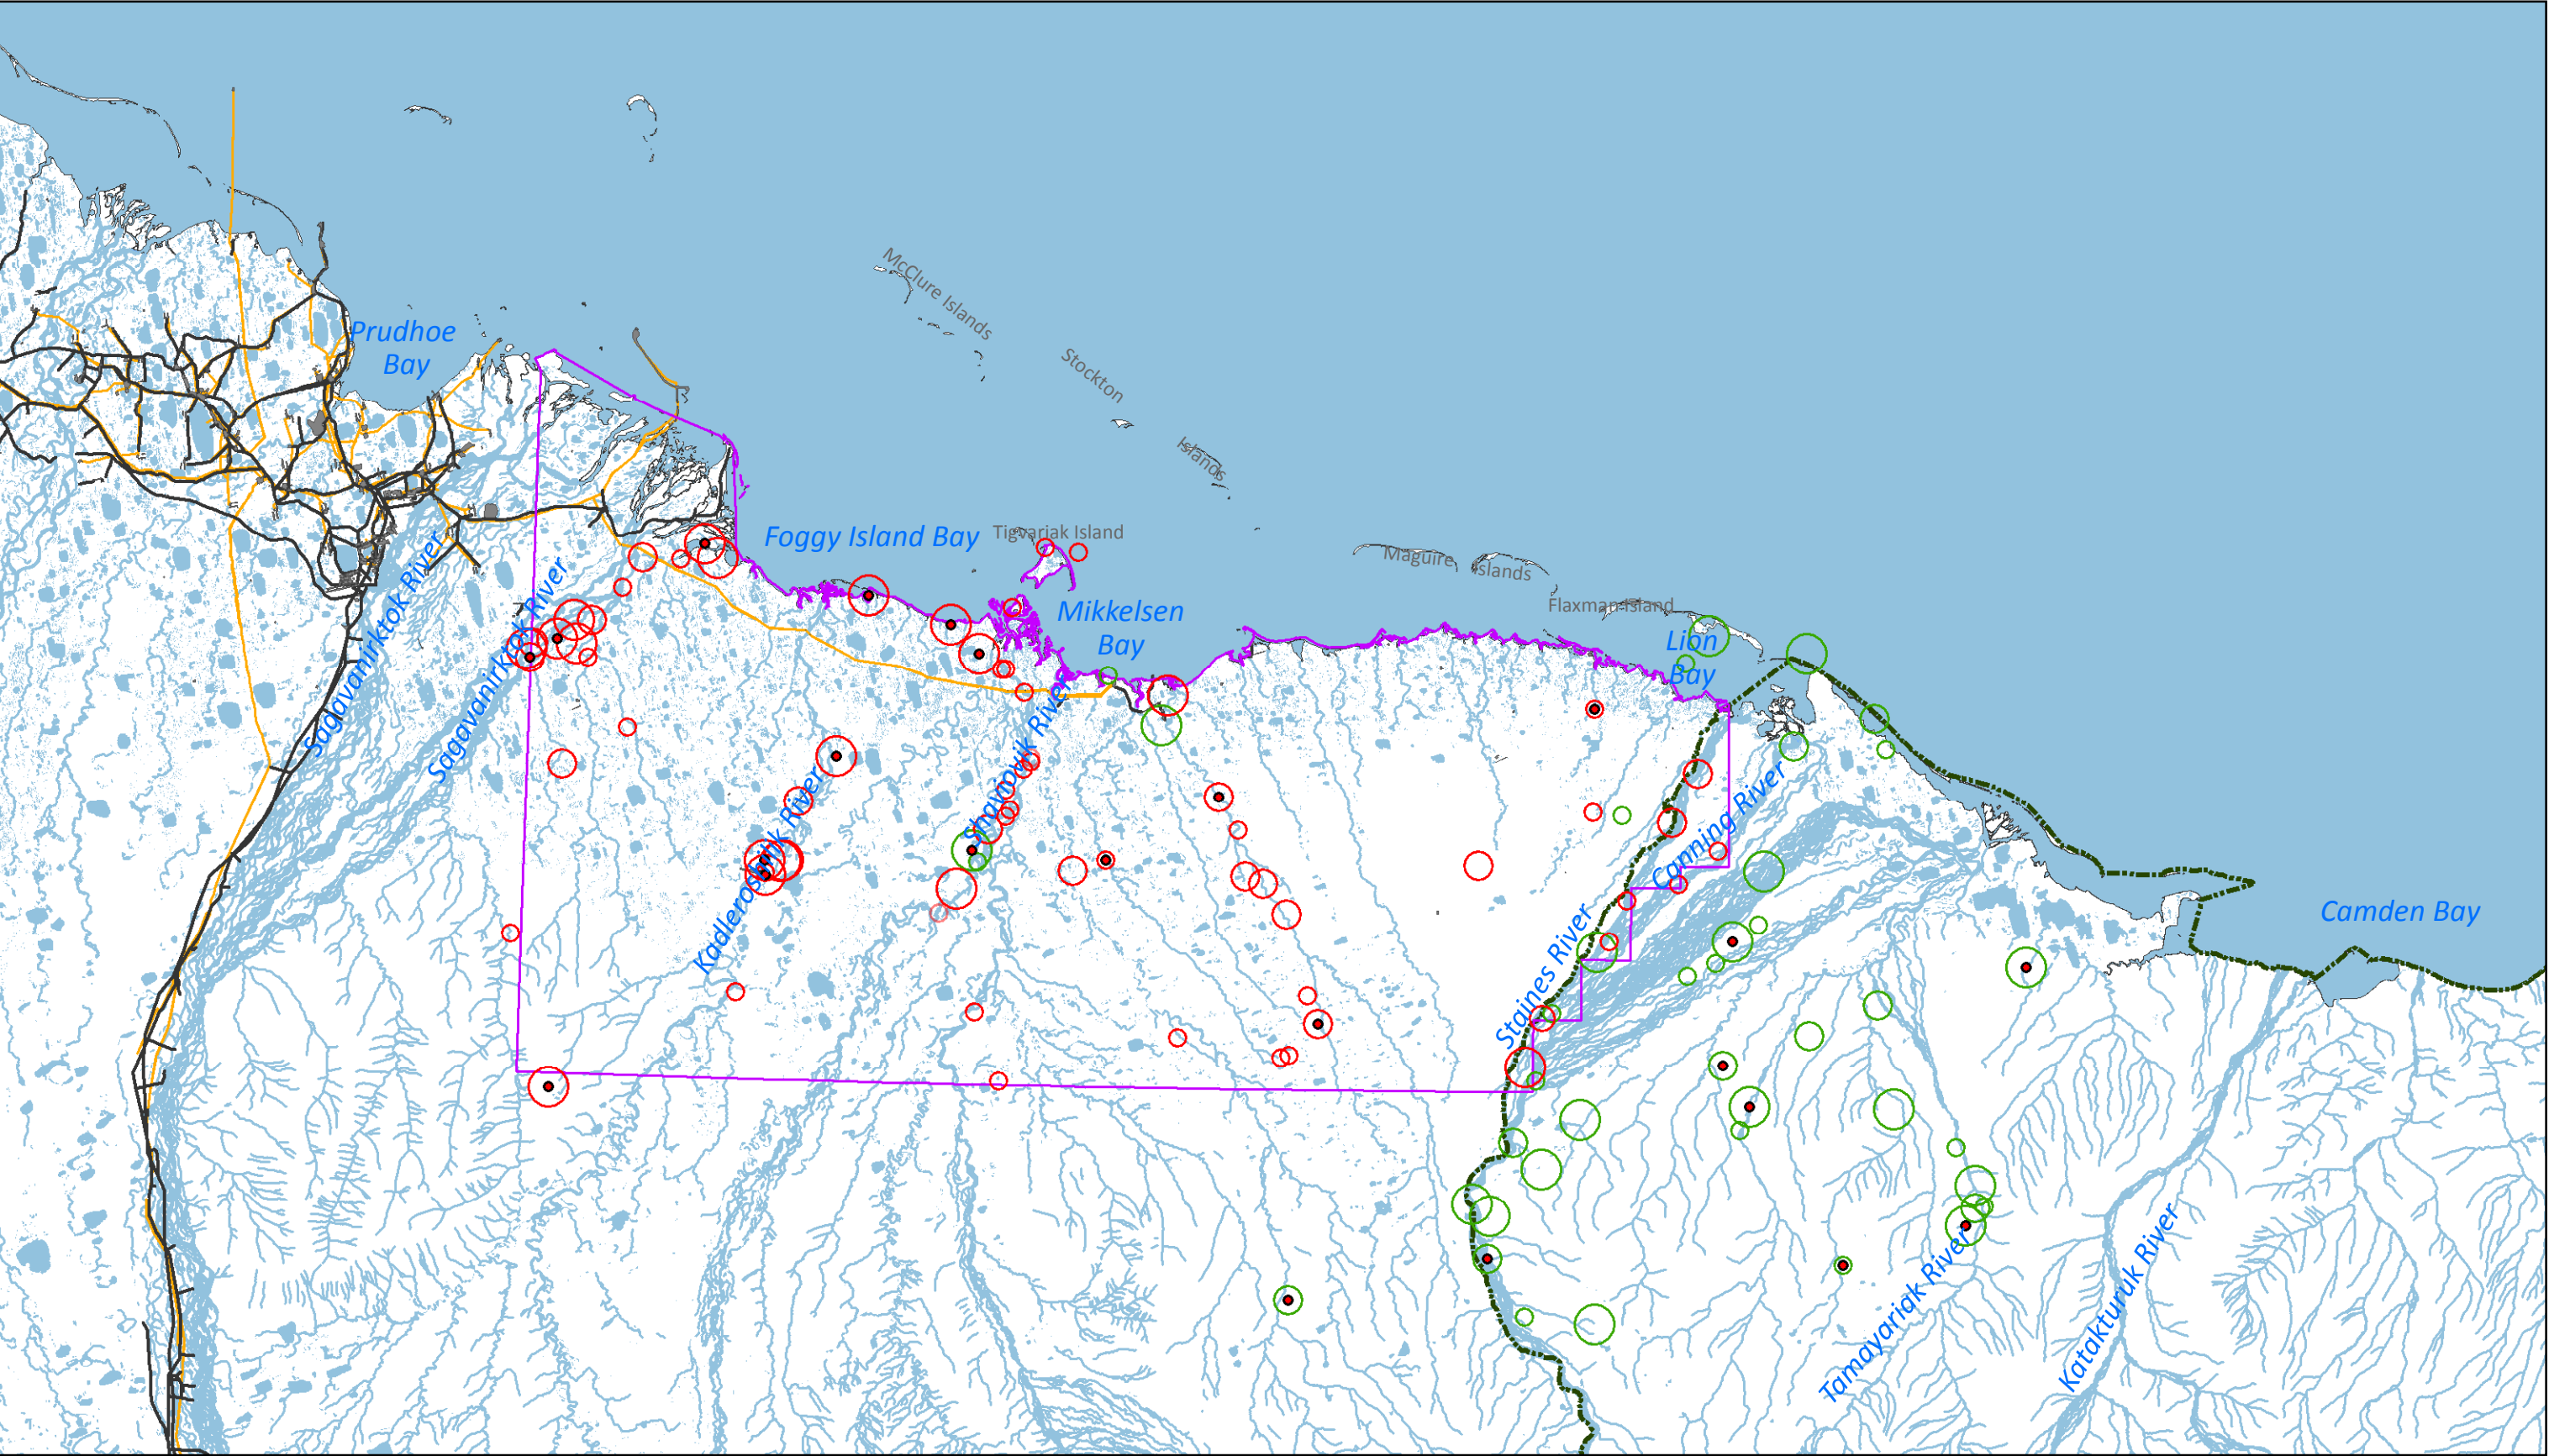 McClure Islands
Prudhoe
Bay
Stockton
Islands
Foggy Island Bay
Tigvariak Island
Maguire Islands
Flaxman Island
Mikkelsen
Bay
Lion
Bay
Sagavanirktok River
Sagavanirktok River
Shaviovik River
Kadleroshilik River
Canning River
Staines River
Camden Bay
Tamayariak River
Katakturuk River